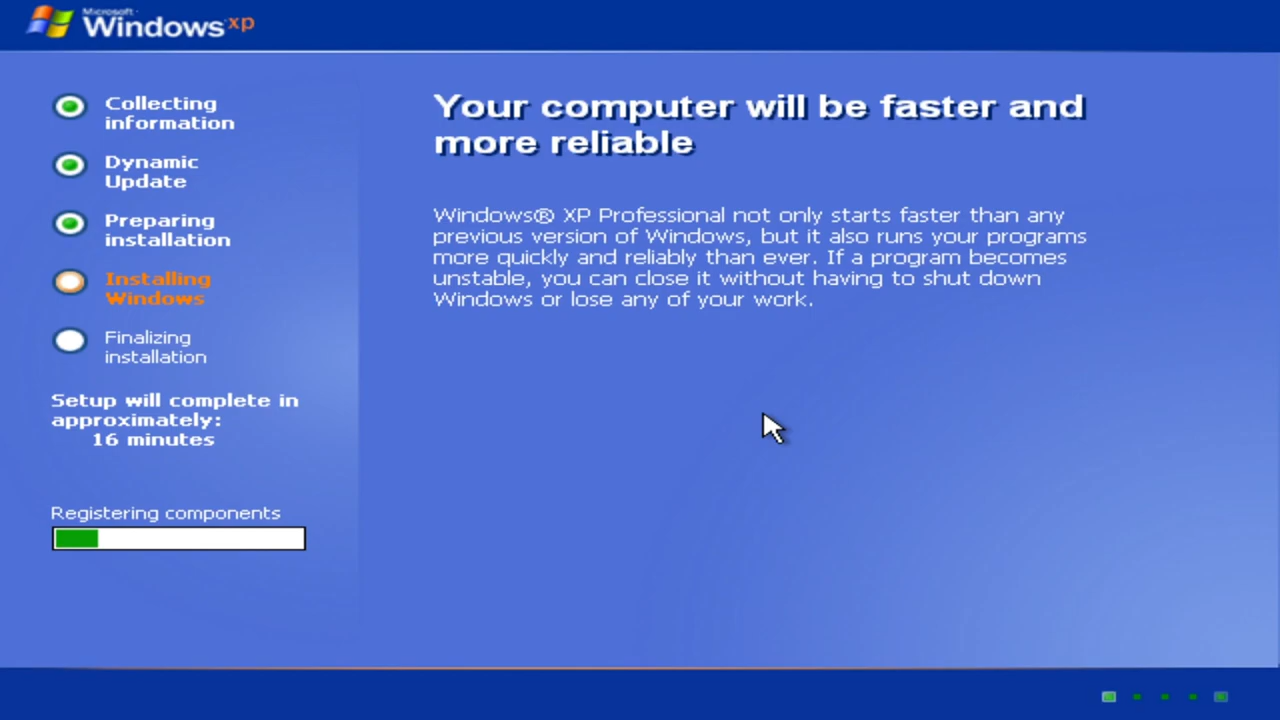 Microsoft
Windows xp
Collecting
information
Dynamic
Update
Preparing
installation
Installing
Windows
Finalizing
installation
Setup will complete in
approximately:
16 minutes
Registering components
Your computer will be faster and
more reliable
Windows® XP Professional not only starts faster than any
previous version of Windows, but it also runs your programs
more quickly and reliably than ever. If a program becomes
unstable, you can close it without having to shut down
Windows or lose any of your work.